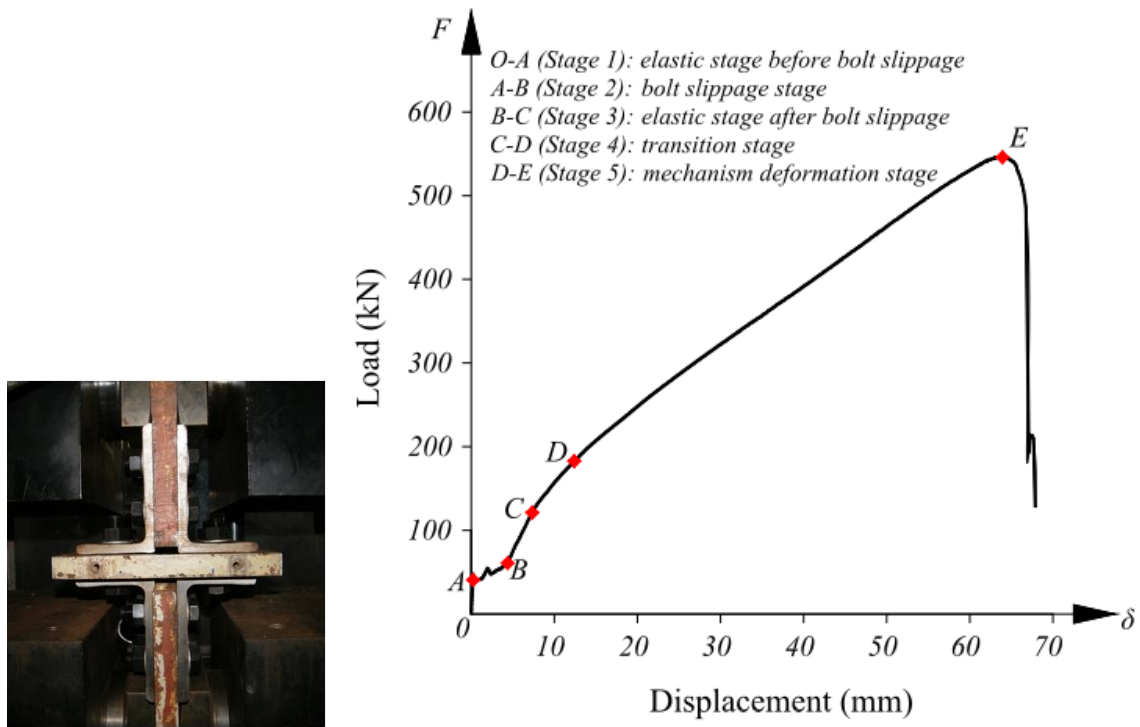 F
O-A (Stage 1): elastic stage before bolt slippage
A-B (Stage 2): bolt slippage stage
B-C (Stage 3): elastic stage after bolt slippage
C-D (Stage 4): transition stage
D-E (Stage 5): mechanism deformation stage
E
600
500
400
300
200
100
0
D
C
B
A
Load (kN)
10 20 30 40 50 60 70
δ
Displacement (mm)